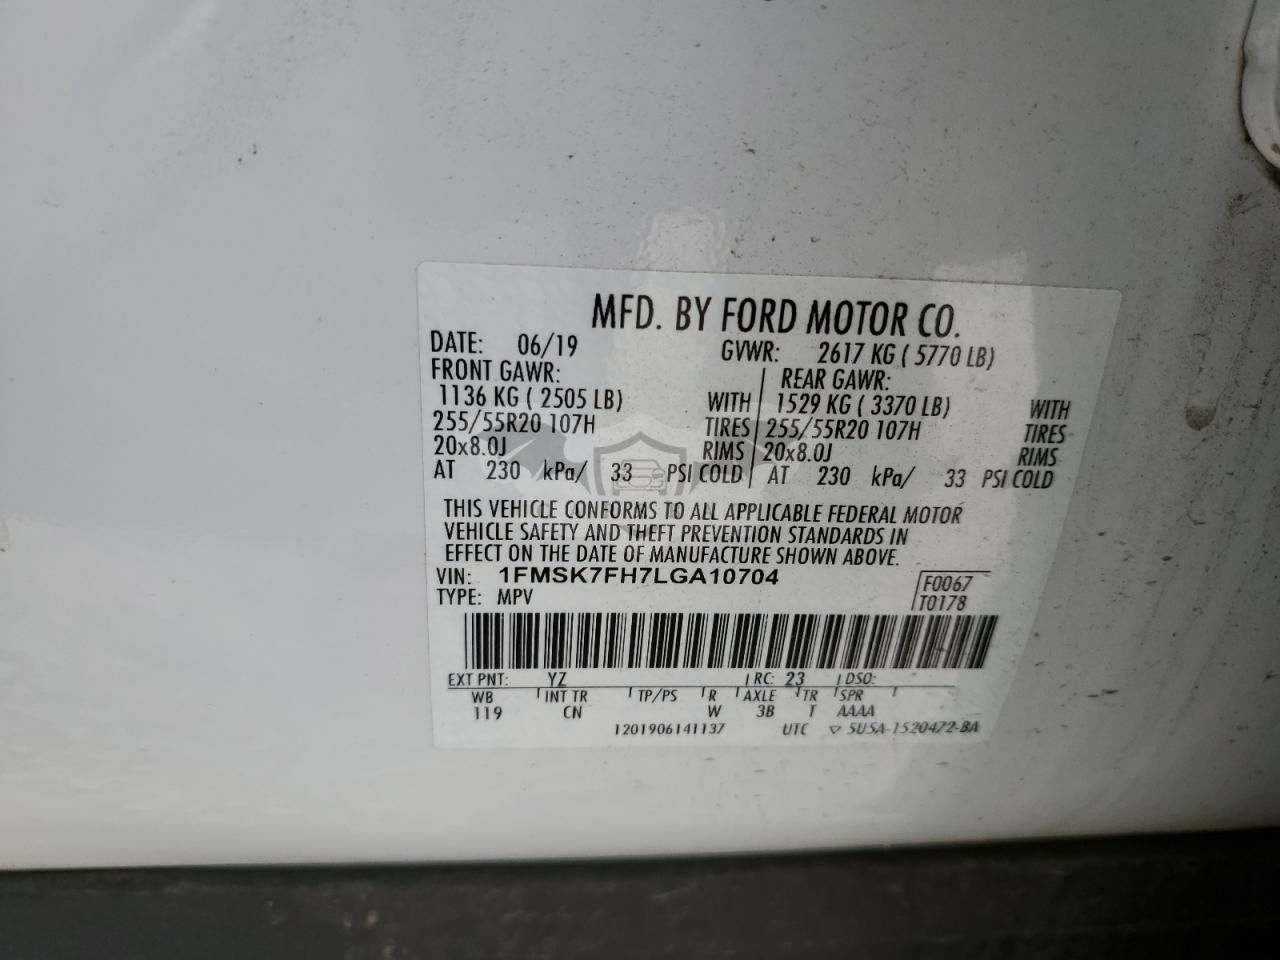 MFD. BY FORD MOTOR CO.
DATE: 06/19 GVWR: 2617 KG ( 5770 LB)
FRONT GAWR: REAR GAWR:
1136 KG ( 2505 LB) WITH 1529 KG ( 3370 LB) WITH
255/55R20 107H TIRES 255/55R20 107H TIRES
20x8.0J RIMS 20x8.0J RIMS
AT 230 kPa/ 33 PSI COLD AT 230 kPa/ 33 PSI COLD
THIS VEHICLE CONFORMS TO ALL APPLICABLE FEDERAL MOTOR
VEHICLE SAFETY AND THEFT PREVENTION STANDARDS IN
EFFECT ON THE DATE OF MANUFACTURE SHOWN ABOVE.
VIN: 1FMSK7FH7LGA10704 F0067
TYPE: MPV T0178
EXT PNT: YZ RC: 23 DSO:
WB INT TR TP/PS R AXLE TR SPR
119 CN W 3B T AAAA
1201906141137 UTC ▽ 5U5A-1520472-BA